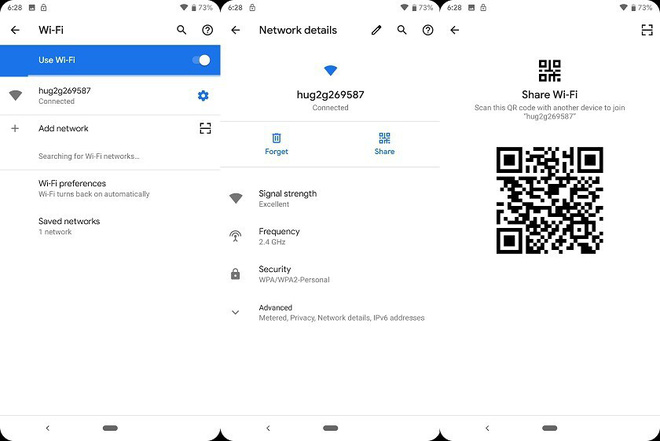 6:28
73%
Wi-Fi
Use Wi-Fi
hug2g269587
Connected
Add network
Searching for Wi-Fi networks...
Wi-Fi preferences
Wi-Fi turns back on automatically
Saved networks
1 network
6:28
73%
Network details
hug2g269587
Connected
Forget
Share
Signal strength
Excellent
Frequency
2.4 GHz
Security
WPA/WPA2-Personal
Advanced
Metered, Privacy, Network details, IPv6 addresses
6:28
73%
Share Wi-Fi
Scan this QR code with another device to join
"hug2g269587"